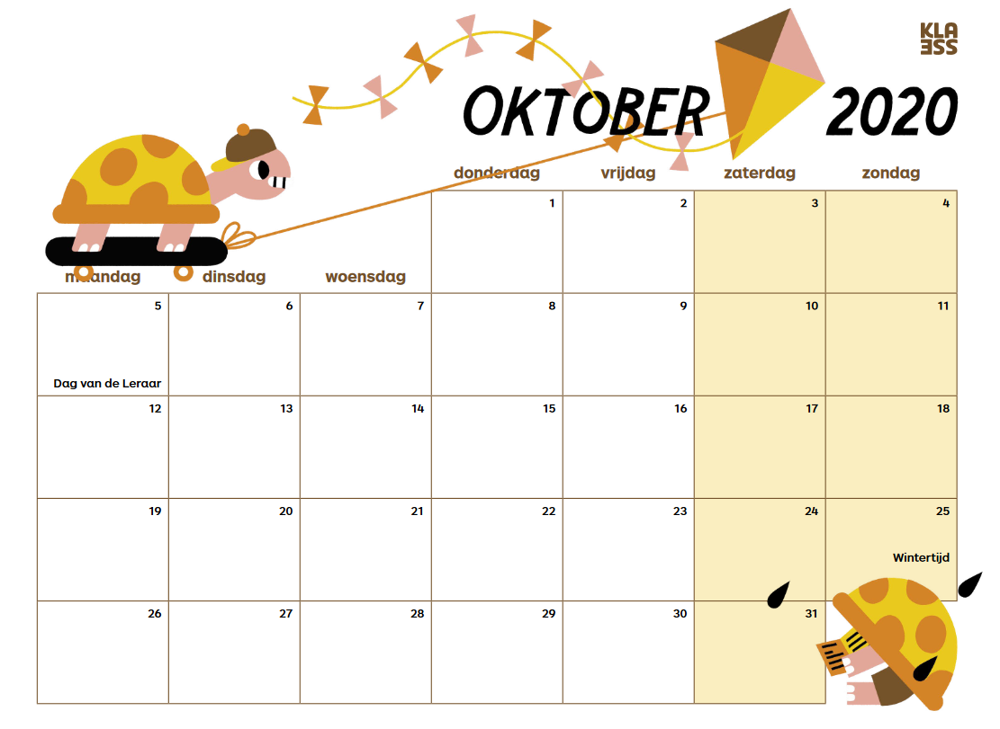 KLA
ESS
OKTOBER 2020
donderdag vrijdag zaterdag zondag
1 2 3 4
maandag dinsdag woensdag
5 6 7 8 9 10 11
Dag van de Leraar
12 13 14 15 16 17 18
19 20 21 22 23 24 25
Wintertijd
26 27 28 29 30 31